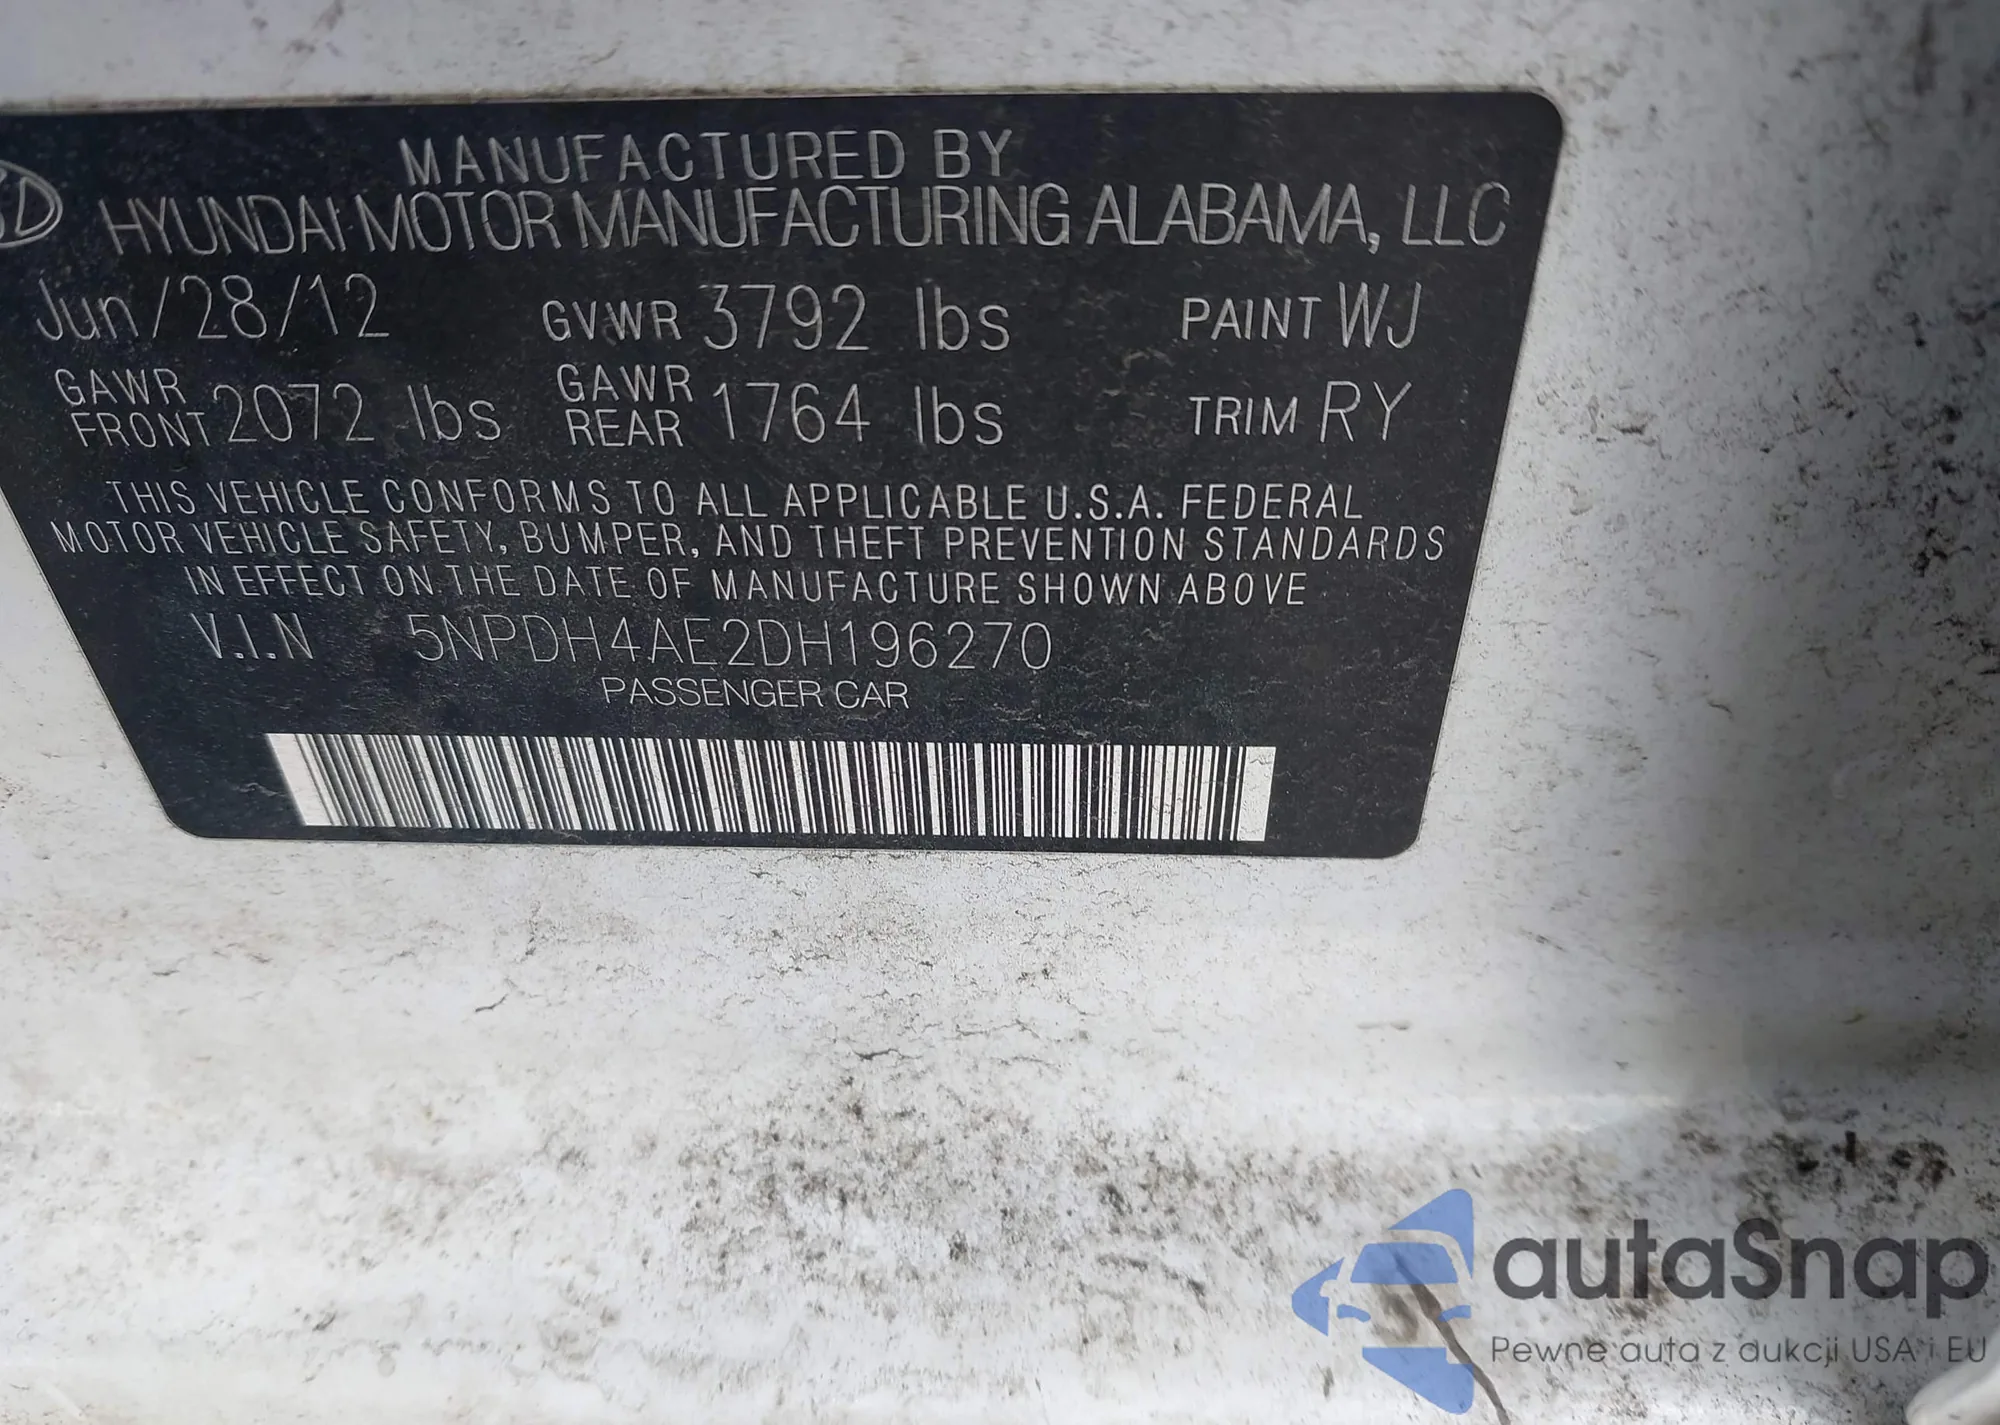 MANUFACTURED BY
HYUNDAI MOTOR MANUFACTURING ALABAMA, LLC
Jun/28/12 GVWR 3792 lbs PAINT WJ
GAWR FRONT 2072 lbs GAWR REAR 1764 lbs TRIM RY
THIS VEHICLE CONFORMS TO ALL APPLICABLE U.S.A. FEDERAL
MOTOR VEHICLE SAFETY, BUMPER, AND THEFT PREVENTION STANDARDS
IN EFFECT ON THE DATE OF MANUFACTURE SHOWN ABOVE
V.I.N 5NPDH4AE2DH196270
PASSENGER CAR
autaSnap
Pewne auta z aukcji USA i EU